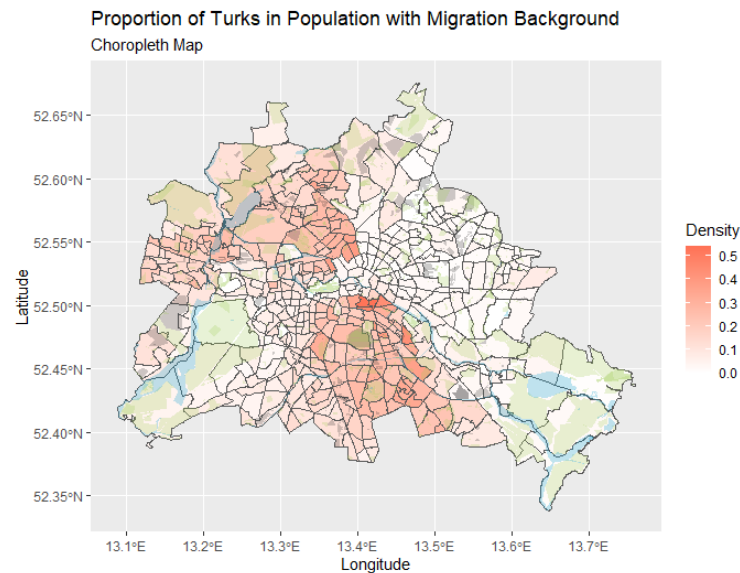 Proportion of Turks in Population with Migration Background
Choropleth Map
52.65°N
52.60°N
52.55°N
52.50°N
52.45°N
52.40°N
52.35°N
Latitude
13.1°E 13.2°E 13.3°E 13.4°E 13.5°E 13.6°E 13.7°E
Longitude
Density
0.5
0.4
0.3
0.2
0.1
0.0